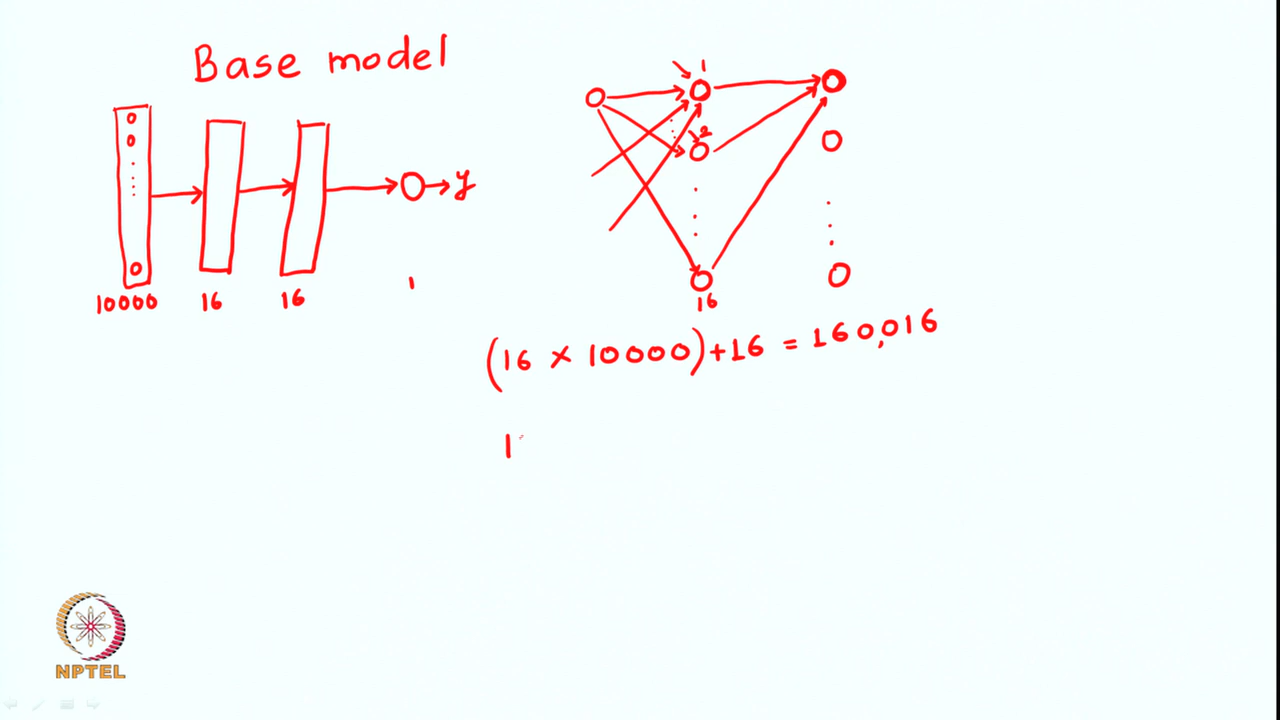 Base model
1
2
y
10000 16 16 1
16
(16 × 10000) + 16 = 160,016
1
NPTEL